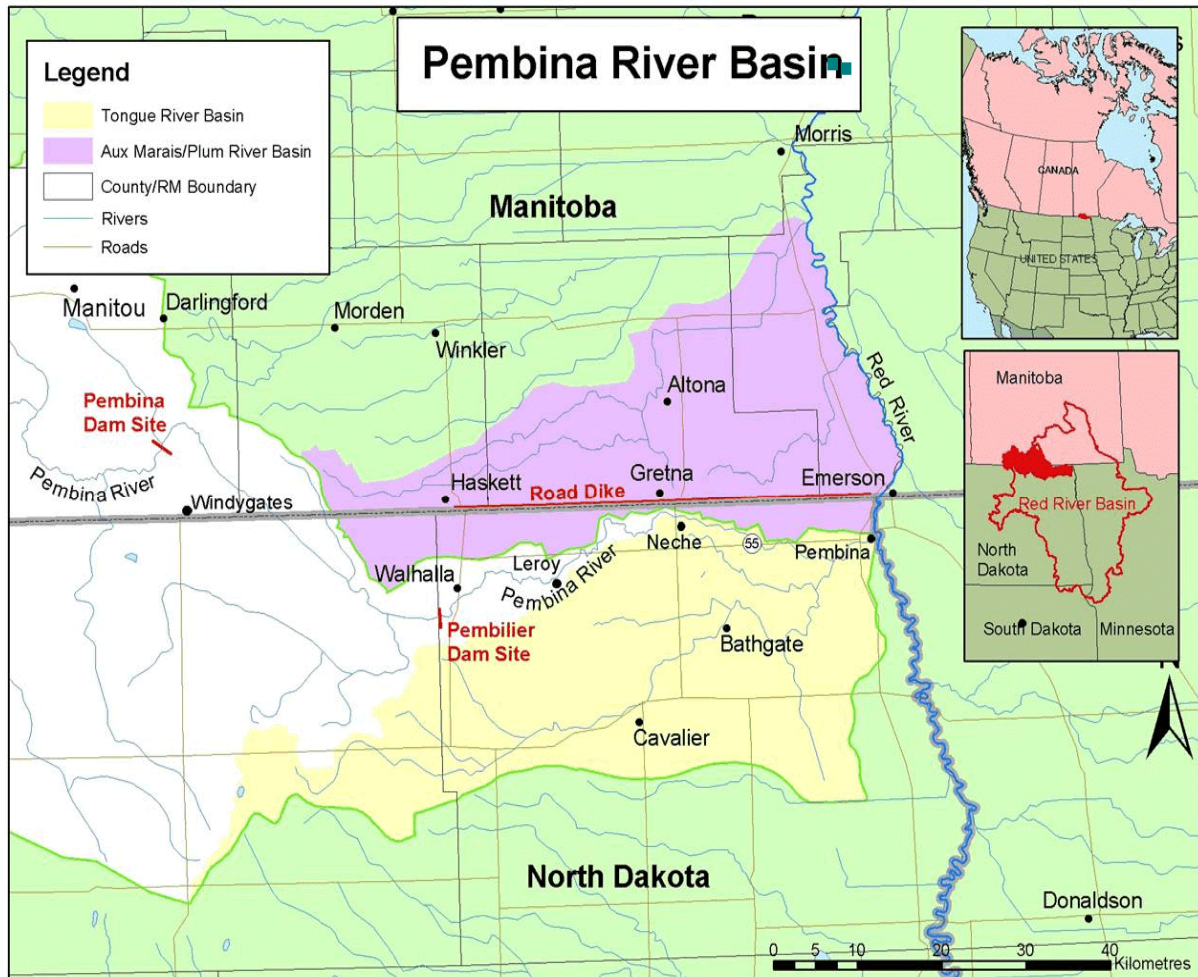 Pembina River Basin
Legend
Tongue River Basin
Aux Marais/Plum River Basin
County/RM Boundary
Rivers
Roads
Manitoba
Morris
Manitou
Darlingford
Morden
Winkler
Altona
Red River
Pembina
Dam Site
Pembina River
Windygates
Haskett
Gretna
Emerson
Road Dike
Neche
55
Pembina
Walhalla
Leroy
Pembina River
Pembilier
Dam Site
Bathgate
Cavalier
North Dakota
Donaldson
0 5 10 20 30 40
Kilometres
CANADA
UNITED STATES
Manitoba
Red River Basin
North
Dakota
South Dakota
Minnesota